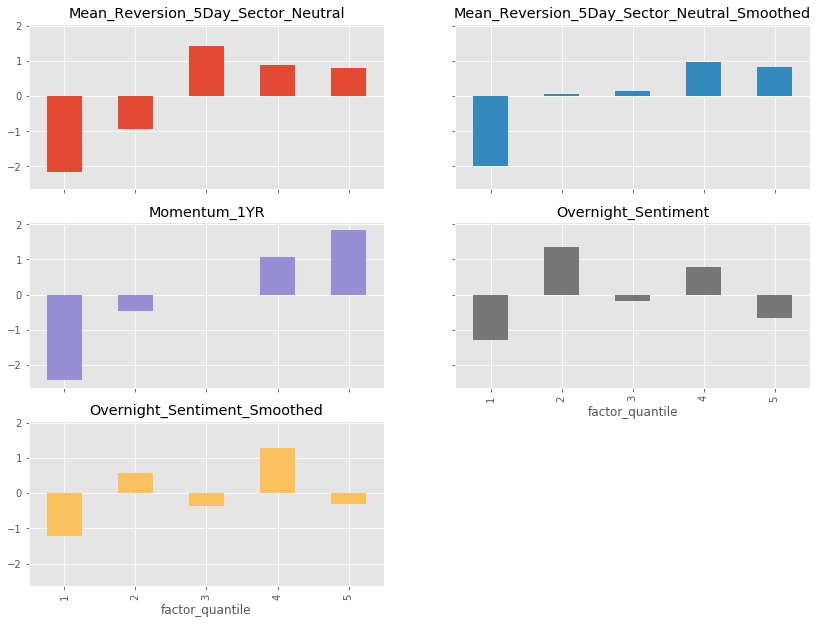 Mean_Reversion_5Day_Sector_Neutral
Mean_Reversion_5Day_Sector_Neutral_Smoothed
2
1
0
−1
−2
Momentum_1YR
Overnight_Sentiment
2
1
0
−1
−2
1 2 3 4 5
factor_quantile
Overnight_Sentiment_Smoothed
2
1
0
−1
−2
1 2 3 4 5
factor_quantile